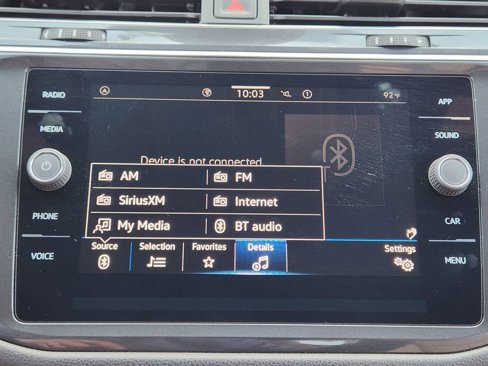 RADIO
10:03
92°F
APP
MEDIA
SOUND
Device is not connected
AM
FM
SiriusXM
Internet
My Media
BT audio
PHONE
CAR
Source
Selection
Favorites
Details
Settings
VOICE
MENU